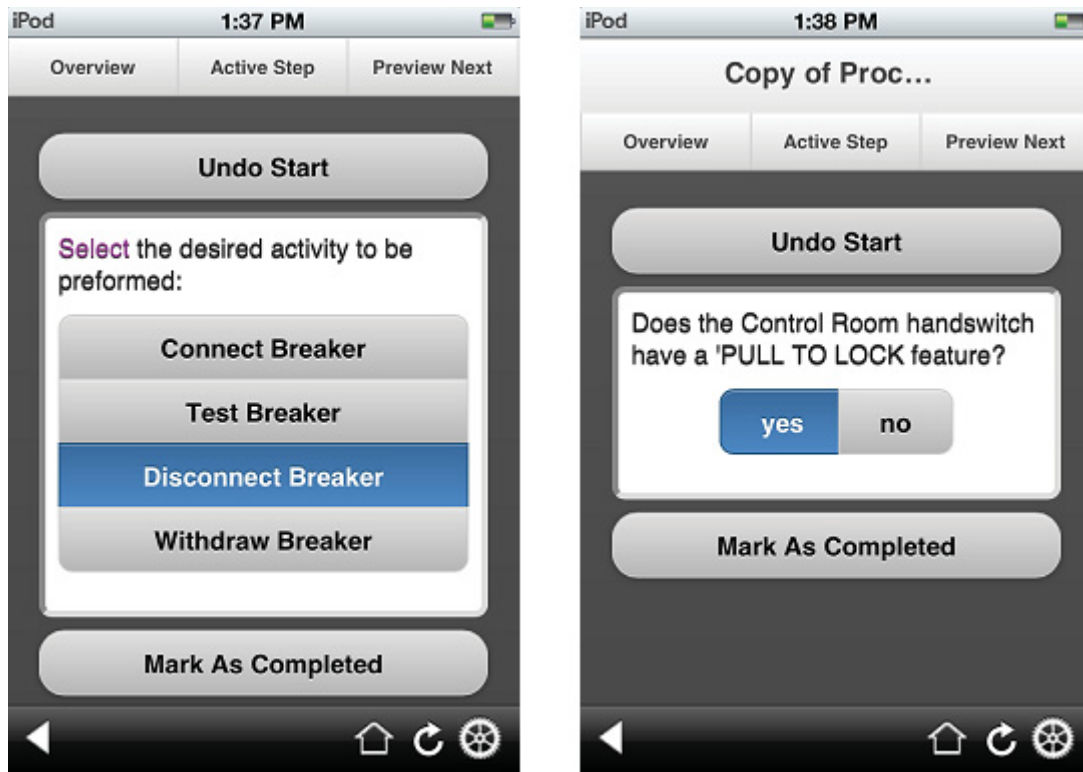 iPod 1:37 PM
Overview Active Step Preview Next
Undo Start
Select the desired activity to be
preformed:
Connect Breaker
Test Breaker
Disconnect Breaker
Withdraw Breaker
Mark As Completed
iPod 1:38 PM
Copy of Proc...
Overview Active Step Preview Next
Undo Start
Does the Control Room handswitch
have a 'PULL TO LOCK feature?
yes no
Mark As Completed